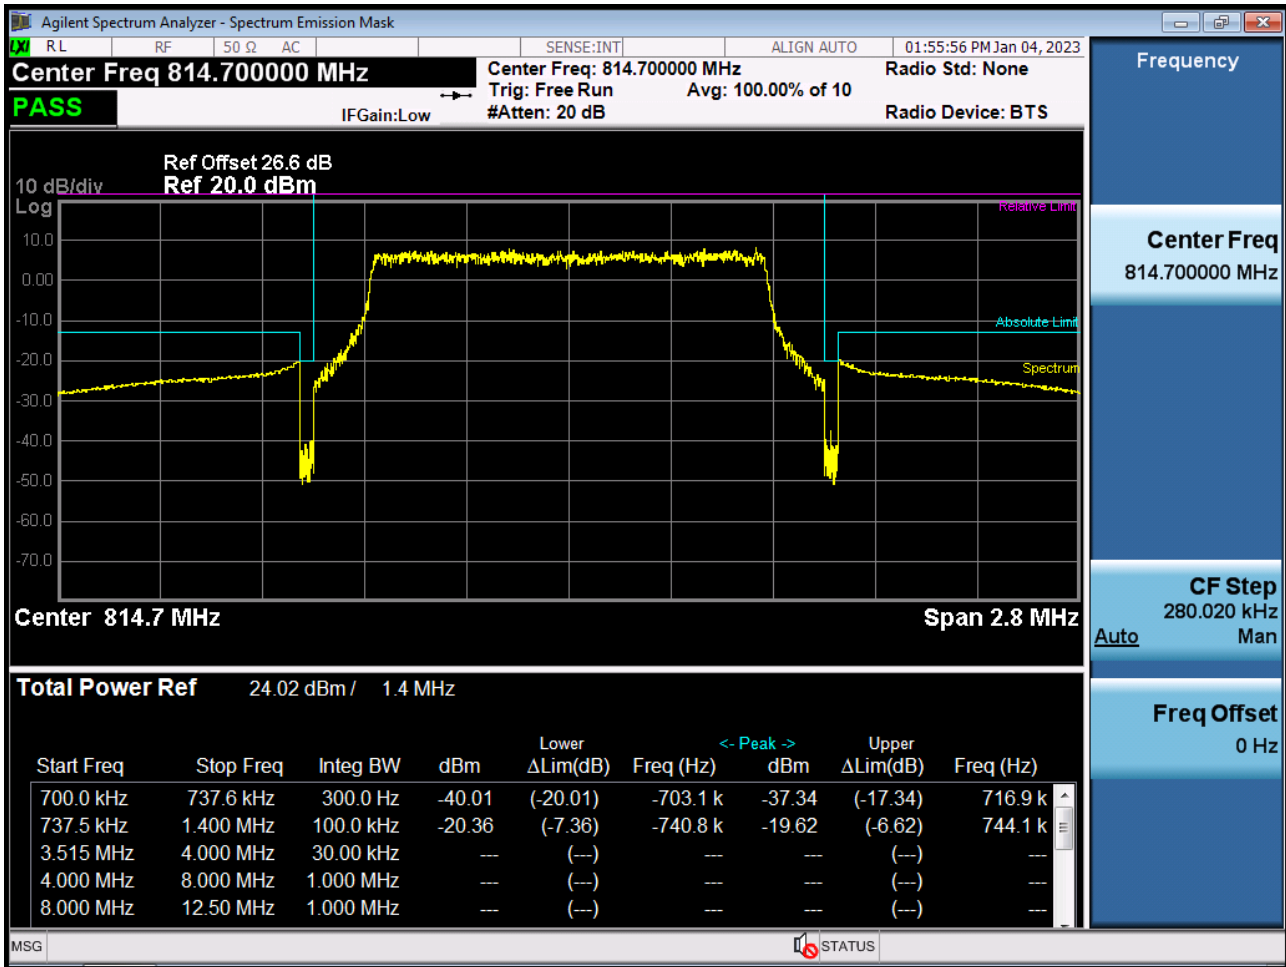 Agilent Spectrum Analyzer - Spectrum Emission Mask
LXI RL RF 50 Ω AC SENSE:INT ALIGN AUTO 01:55:56 PM Jan 04, 2023
Center Freq 814.700000 MHz
PASS
IFGain:Low
Center Freq: 814.700000 MHz
Trig: Free Run Avg: 100.00% of 10
#Atten: 20 dB
Radio Std: None
Radio Device: BTS
Ref Offset 26.6 dB
10 dB/div Ref 20.0 dBm
Log
Relative Limit
10.0
0.00
-10.0
Absolute Limit
-20.0
Spectrum
-30.0
-40.0
-50.0
-60.0
-70.0
Center 814.7 MHz Span 2.8 MHz
Total Power Ref 24.02 dBm / 1.4 MHz
Lower <- Peak -> Upper
Start Freq Stop Freq Integ BW dBm ΔLim(dB) Freq (Hz) dBm ΔLim(dB) Freq (Hz)
700.0 kHz 737.6 kHz 300.0 Hz -40.01 (-20.01) -703.1 k -37.34 (-17.34) 716.9 k
737.5 kHz 1.400 MHz 100.0 kHz -20.36 (-7.36) -740.8 k -19.62 (-6.62) 744.1 k
3.515 MHz 4.000 MHz 30.00 kHz --- (---) --- --- (---) ---
4.000 MHz 8.000 MHz 1.000 MHz --- (---) --- --- (---) ---
8.000 MHz 12.50 MHz 1.000 MHz --- (---) --- --- (---) ---
MSG STATUS
Frequency
Center Freq
814.700000 MHz
CF Step
280.020 kHz
Auto Man
Freq Offset
0 Hz